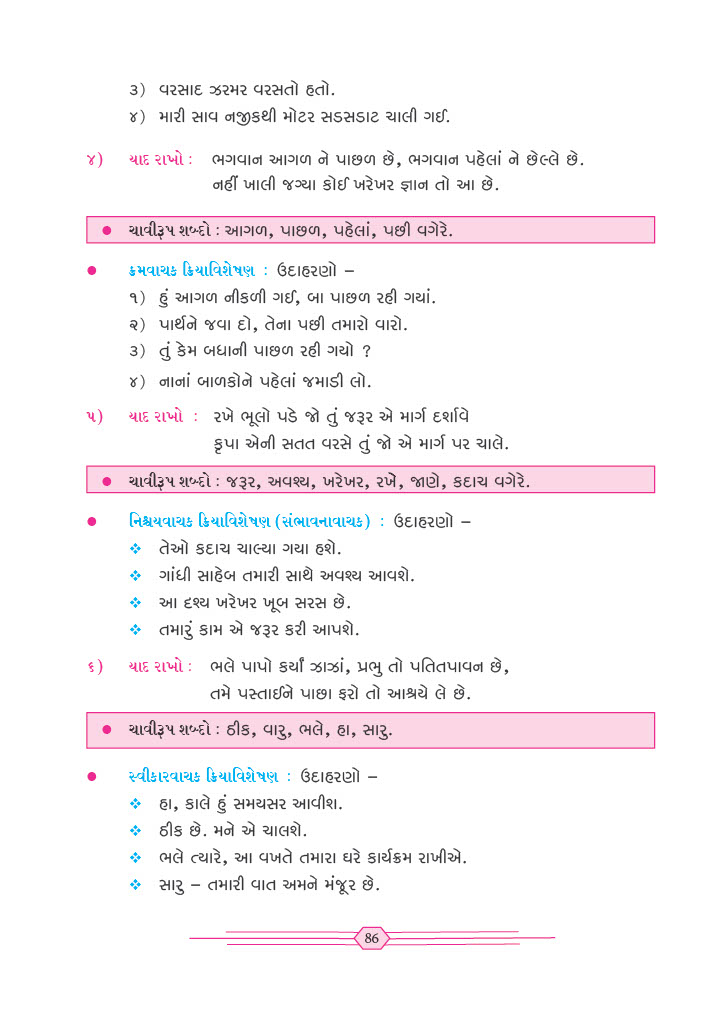 ૩) વરસાદ ઝરમર વરસતો હતો.
૪) મારી સાવ નજીકથી મોટર સડસડાટ ચાલી ગઈ.
૪) યાદ રાખો : ભગવાન આગળ ને પાછળ છે, ભગવાન પહેલાં ને છેલ્લે છે.
નહીં ખાલી જગ્યા કોઈ ખરેખર જ્ઞાન તો આ છે.
● ચાવીરૂપ શબ્દો : આગળ, પાછળ, પહેલાં, પછી વગેરે.
● ક્રમવાચક ક્રિયાવિશેષણ : ઉદાહરણો –
૧) હું આગળ નીકળી ગઈ, બા પાછળ રહી ગયાં.
૨) પાર્થને જવા દો, તેના પછી તમારો વારો.
૩) તું કેમ બધાની પાછળ રહી ગયો ?
૪) નાનાં બાળકોને પહેલાં જમાડી લો.
૫) યાદ રાખો : રખે ભૂલો પડે જો તું જરૂર એ માર્ગ દર્શાવે
કૃપા એની સતત વરસે તું જો એ માર્ગ પર ચાલે.
● ચાવીરૂપ શબ્દો : જરૂર, અવશ્ય, ખરેખર, રખેે, જાણે, કદાચ વગેરે.
● નિશ્ચયવાચક ક્રિયાવિશેષણ (સંભાવનાવાચક) : ઉદાહરણો –
❖ તેઓ કદાચ ચાલ્યા ગયા હશે.
❖ ગાંધી સાહેબ તમારી સાથે અવશ્ય આવશે.
❖ આ દશ્ય ખરેખર ખૂબ સરસ છે.
❖ તમારું કામ એ જરૂર કરી આપશે.
૬) યાદ રાખો : ભલે પાપો કર્યાં ઝાઝાં, પ્રભુ તો પતિતપાવન છે,
તમે પસ્તાઈને પાછા ફરો તો આશ્રયે લે છે.
● ચાવીરૂપ શબ્દો : ઠીક, વારુ, ભલે, હા, સારુ.
● સ્વીકારવાચક ક્રિયાવિશેષણ : ઉદાહરણો –
❖ હા, કાલે હું સમયસર આવીશ.
❖ ઠીક છે. મને એ ચાલશે.
❖ ભલે ત્યારે, આ વખતે તમારા ઘરે કાર્યક્રમ રાખીએ.
❖ સારુ – તમારી વાત અમને મંજૂર છે.
86